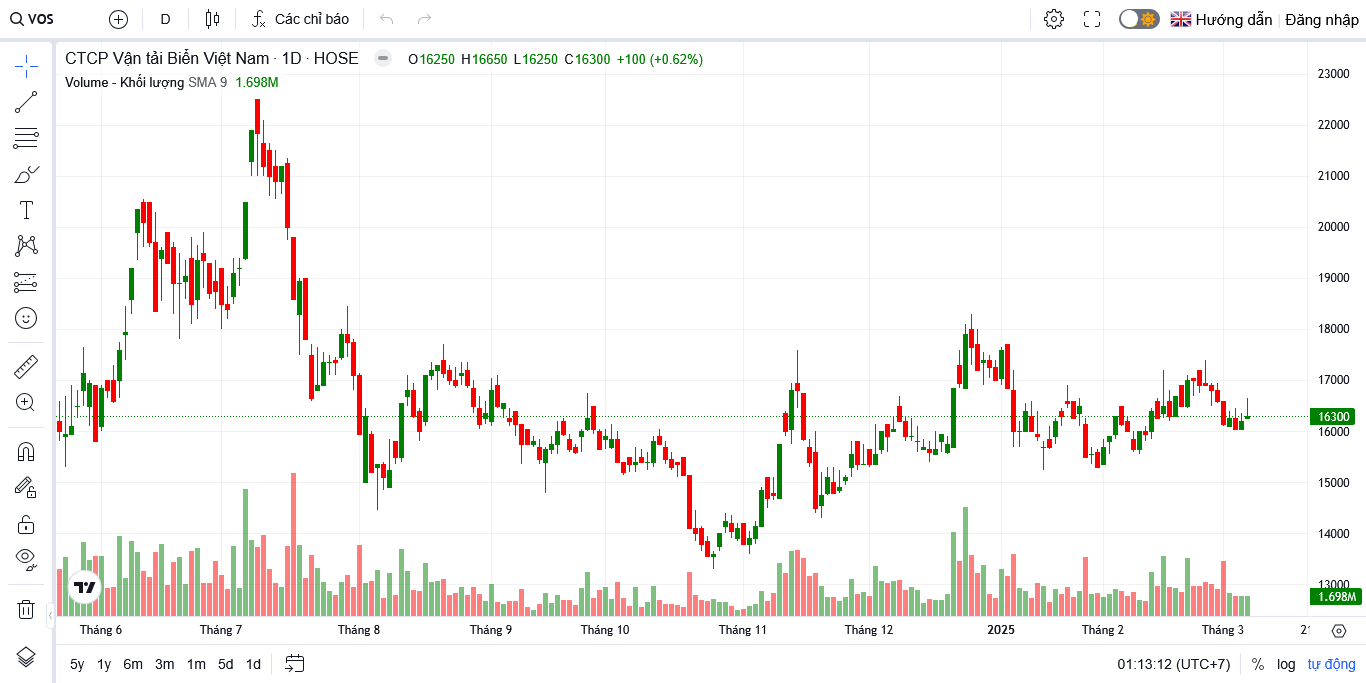 VOS D Các chỉ báo Hướng dẫn Đăng nhập
CTCP Vận tải Biển Việt Nam · 1D · HOSE O16250 H16650 L16250 C16300 +100 (+0.62%)
Volume - Khối lượng SMA 9 1.698M
23000
22000
21000
20000
19000
18000
17000
16300
16000
15000
14000
13000
1.698M
Tháng 6 Tháng 7 Tháng 8 Tháng 9 Tháng 10 Tháng 11 Tháng 12 2025 Tháng 2 Tháng 3 21
5y 1y 6m 3m 1m 5d 1d 01:13:12 (UTC+7) % log tự động